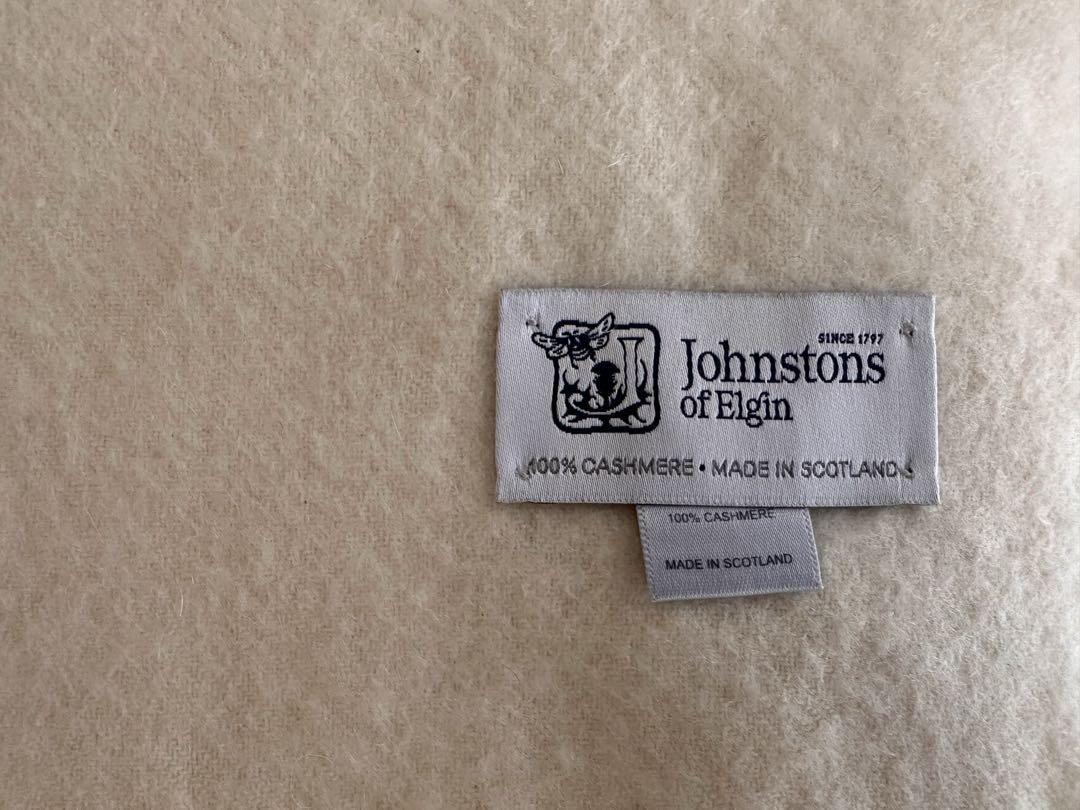 SINCE 1797
Johnstons
of Elgin
100% CASHMERE • MADE IN SCOTLAND
100% CASHMERE
MADE IN SCOTLAND